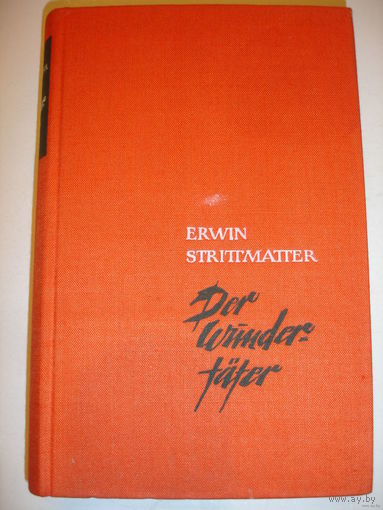 ERWIN
STRITTMATTER
Der
Wunder-
täter
www.ay.by